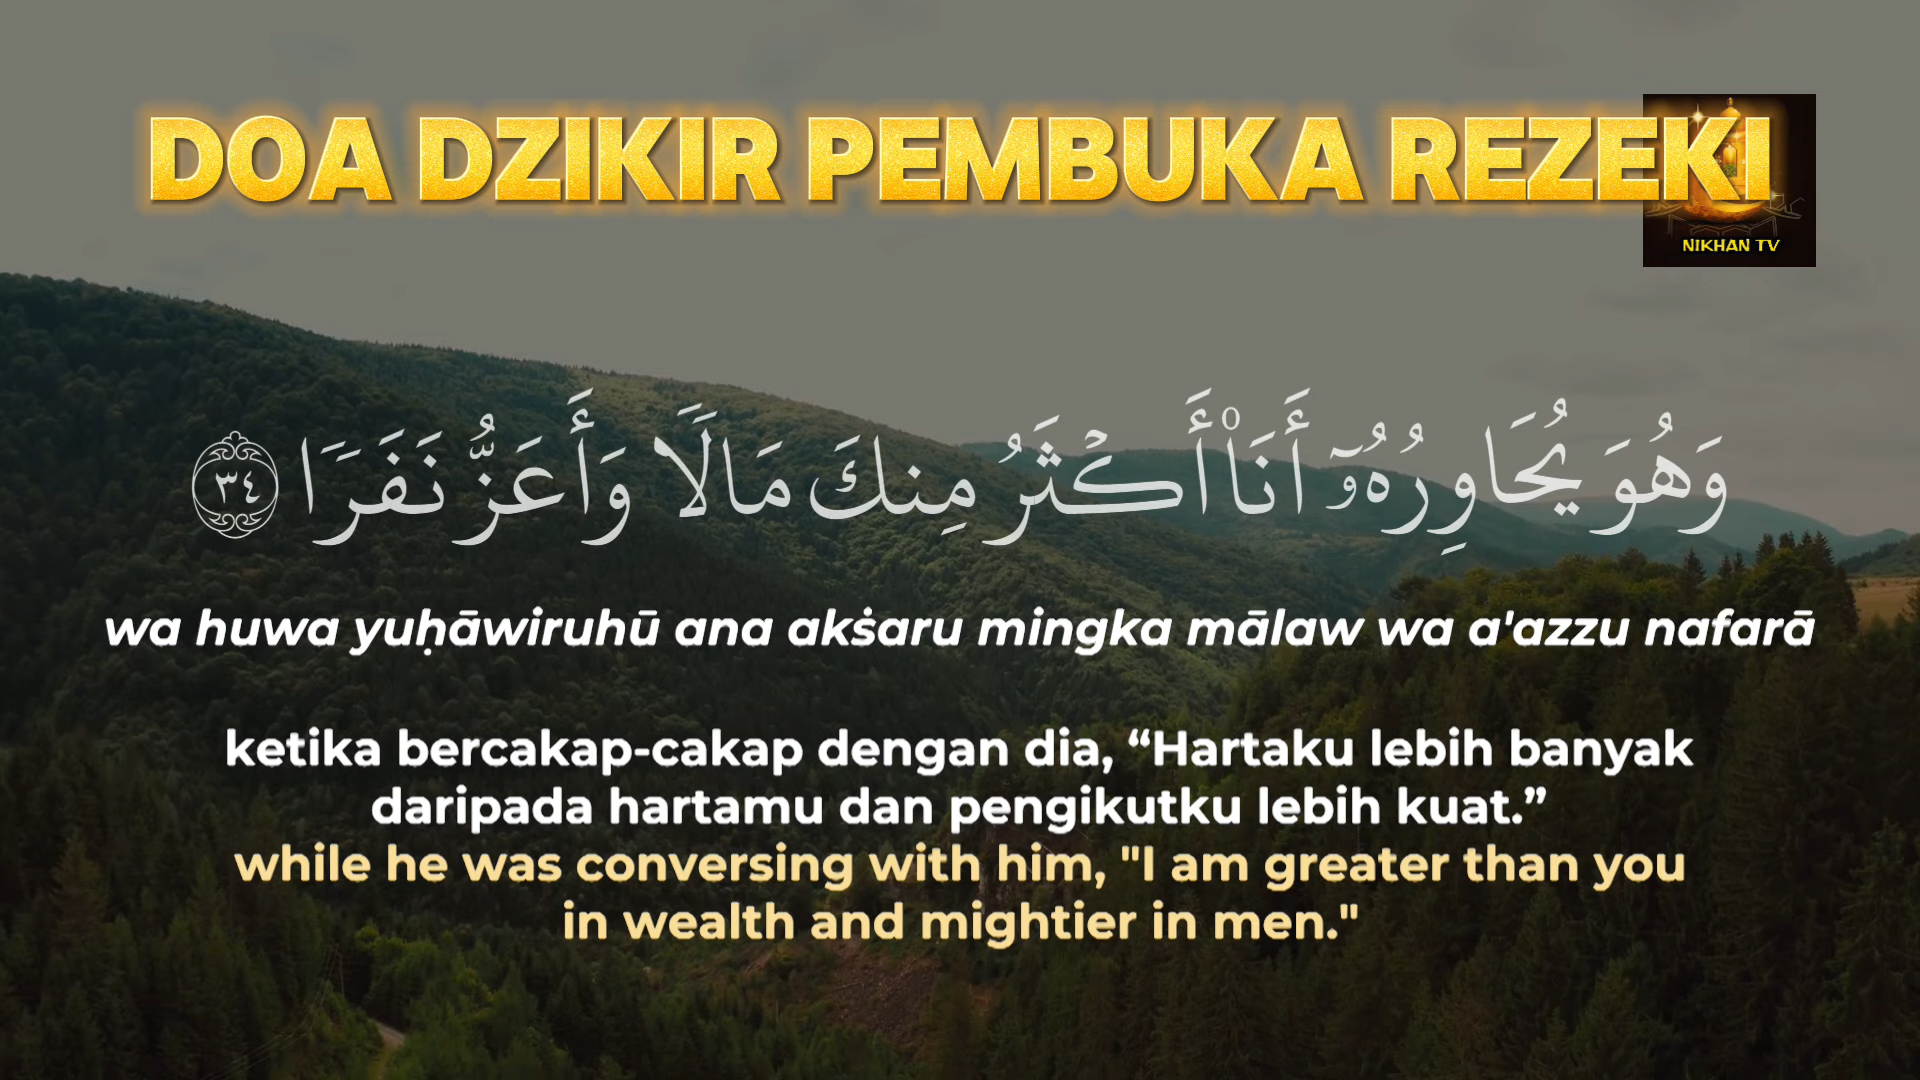 DOA DZIKIR PEMBUKA REZEKI
NIKHAN TV
وَهُوَ يُحَاوِرُهُۥٓ أَنَا۠ أَكْثَرُ مِنكَ مَالًا وَأَعَزُّ نَفَرًا ٣٤
wa huwa yuḥāwiruhū ana akṡaru mingka mālaw wa a'azzu nafarā
ketika bercakap-cakap dengan dia, “Hartaku lebih banyak
daripada hartamu dan pengikutku lebih kuat.”
while he was conversing with him, "I am greater than you
in wealth and mightier in men."